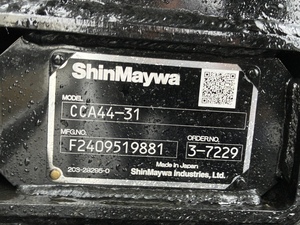 ShinMaywa
MODEL
CCA44-31
MFG.NO. ORDER NO.
F2409519881 3-7229
Made in Japan
203-29295-0 ShinMaywa Industries, Ltd.